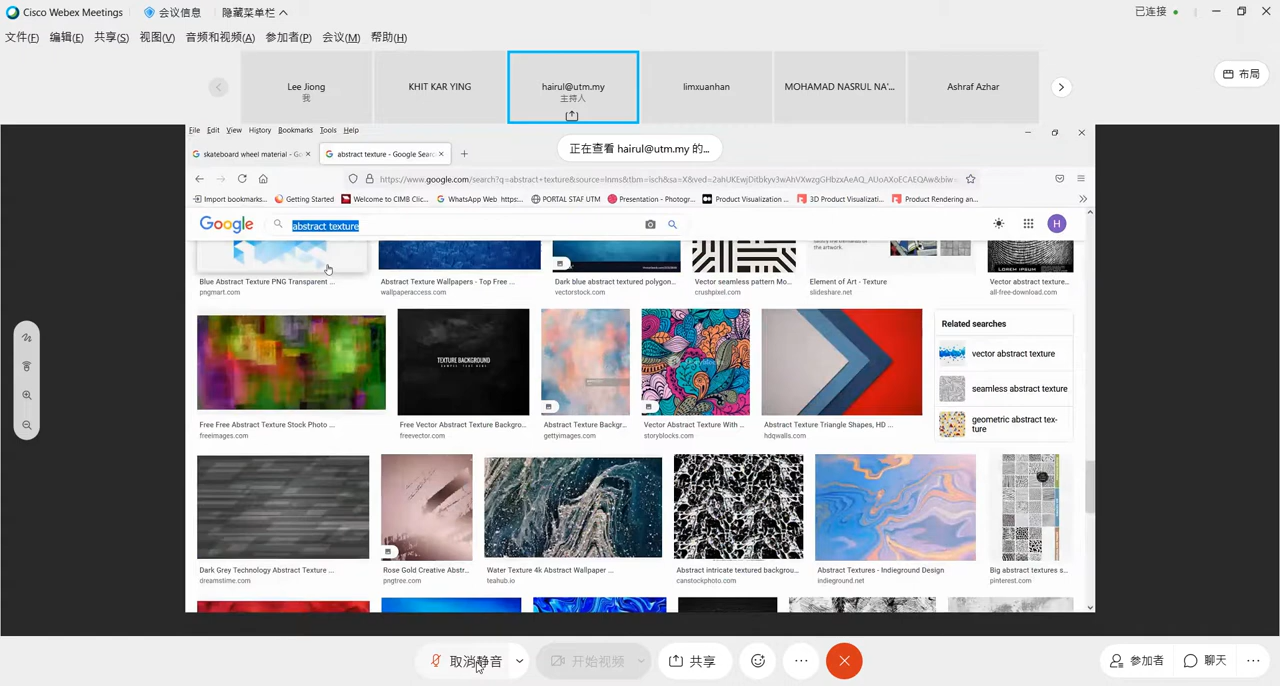 Cisco Webex Meetings
会议信息
隐藏菜单栏
已连接
文件(F) 编辑(E) 共享(S) 视图(V) 音频和视频(A) 参加者(P) 会议(M) 帮助(H)
Lee Jiong
我
KHIT KAR YING
hairul@utm.my
主持人
limxuanhan
MOHAMAD NASRUL NA'...
Ashraf Azhar
布局
File Edit View History Bookmarks Tools Help
正在查看 hairul@utm.my 的...
skateboard wheel material - Go
abstract texture - Google Sear
Import bookmarks... Getting Started Welcome to CIMB Clic... WhatsApp Web https:... PORTAL STAF UTM Presentation - Photogr... Product Visualization ... 3D Product Visualizati... Product Rendering an...
Google
abstract texture
H
LOREM IPSUM
Blue Abstract Texture PNG Transparent ...
pngmart.com
Abstract Texture Wallpapers - Top Free ...
wallpaperaccess.com
Dark blue abstract textured polygon...
vectorstock.com
Vector seamless pattern Mo...
crushpixel.com
Element of Art - Texture
slideshare.net
Vector abstract texture...
all-free-download.com
TEXTURE BACKGROUND
Related searches
vector abstract texture
seamless abstract texture
geometric abstract tex-
ture
Free Free Abstract Texture Stock Photo ...
freeimages.com
Free Vector Abstract Texture Backgro...
freevector.com
Abstract Texture Backgr...
gettyimages.com
Vector Abstract Texture With ...
storyblocks.com
Abstract Texture Triangle Shapes, HD ...
hdqwalls.com
Dark Grey Technology Abstract Texture ...
dreamstime.com
Rose Gold Creative Abstr...
pngtree.com
Water Texture 4k Abstract Wallpaper ...
teahub.io
Abstract intricate textured backgrou...
canstockphoto.com
Abstract Textures - Indieground Design
indieground.net
Big abstract textures s...
pinterest.com
取消静音
开始视频
共享
参加者
聊天